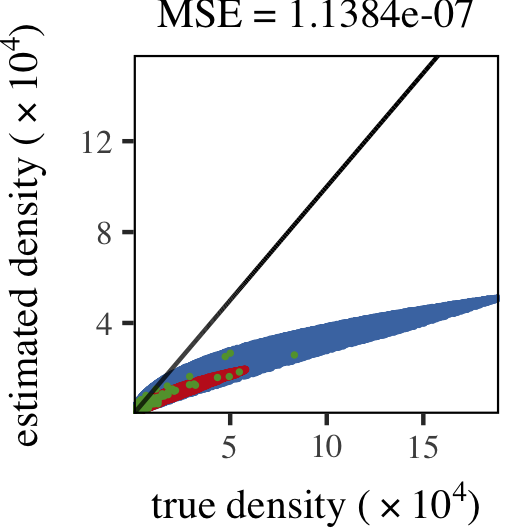 MSE = 1.1384e-07
estimated density ( × 10⁴)
12
8
4
5 10 15
true density ( × 10⁴)